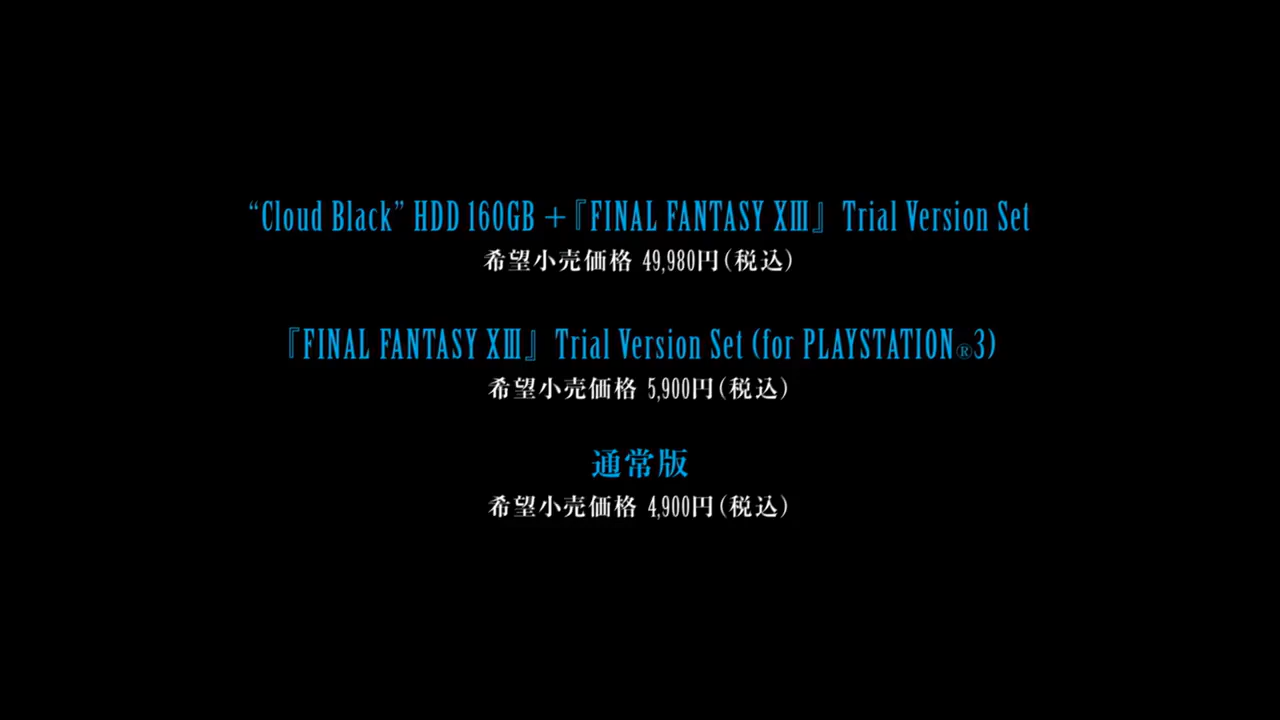 “Cloud Black” HDD 160GB +『FINAL FANTASY XⅢ』 Trial Version Set
希望小売価格 49,980円(税込)
『FINAL FANTASY XⅢ』 Trial Version Set (for PLAYSTATION®3)
希望小売価格 5,900円(税込)
通常版
希望小売価格 4,900円(税込)